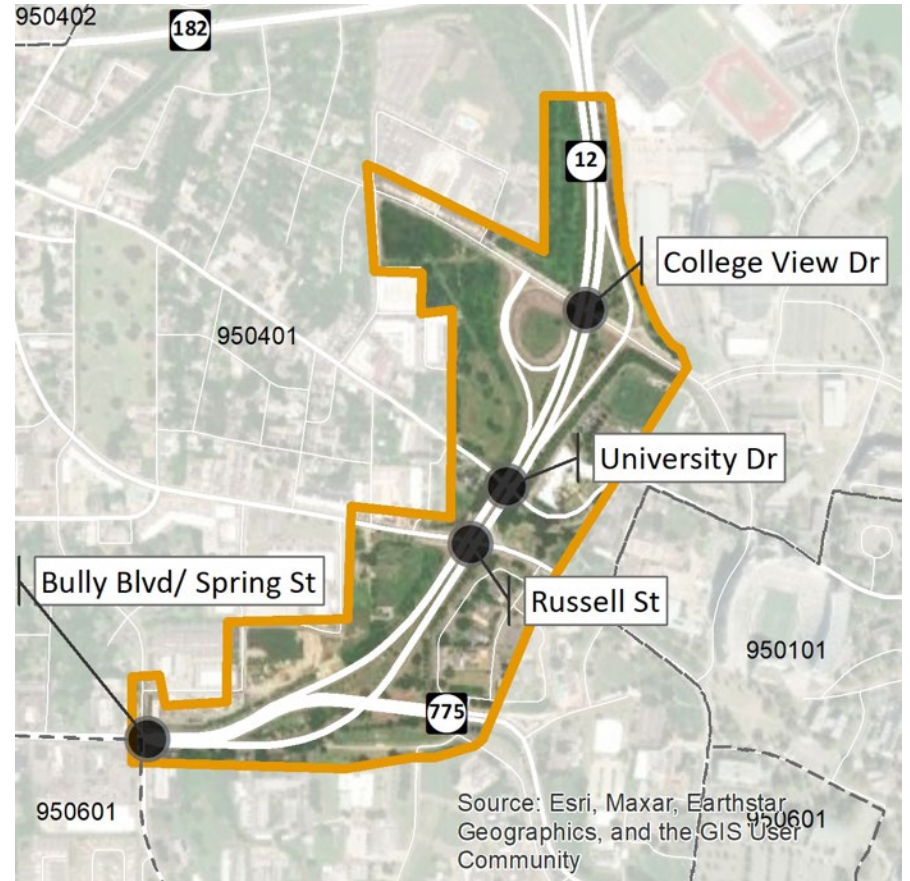 950402
182
12
College View Dr
950401
University Dr
Bully Blvd/ Spring St
Russell St
950101
775
950601
Source: Esri, Maxar, Earthstar
Geographics, and the GIS User
Community
950601